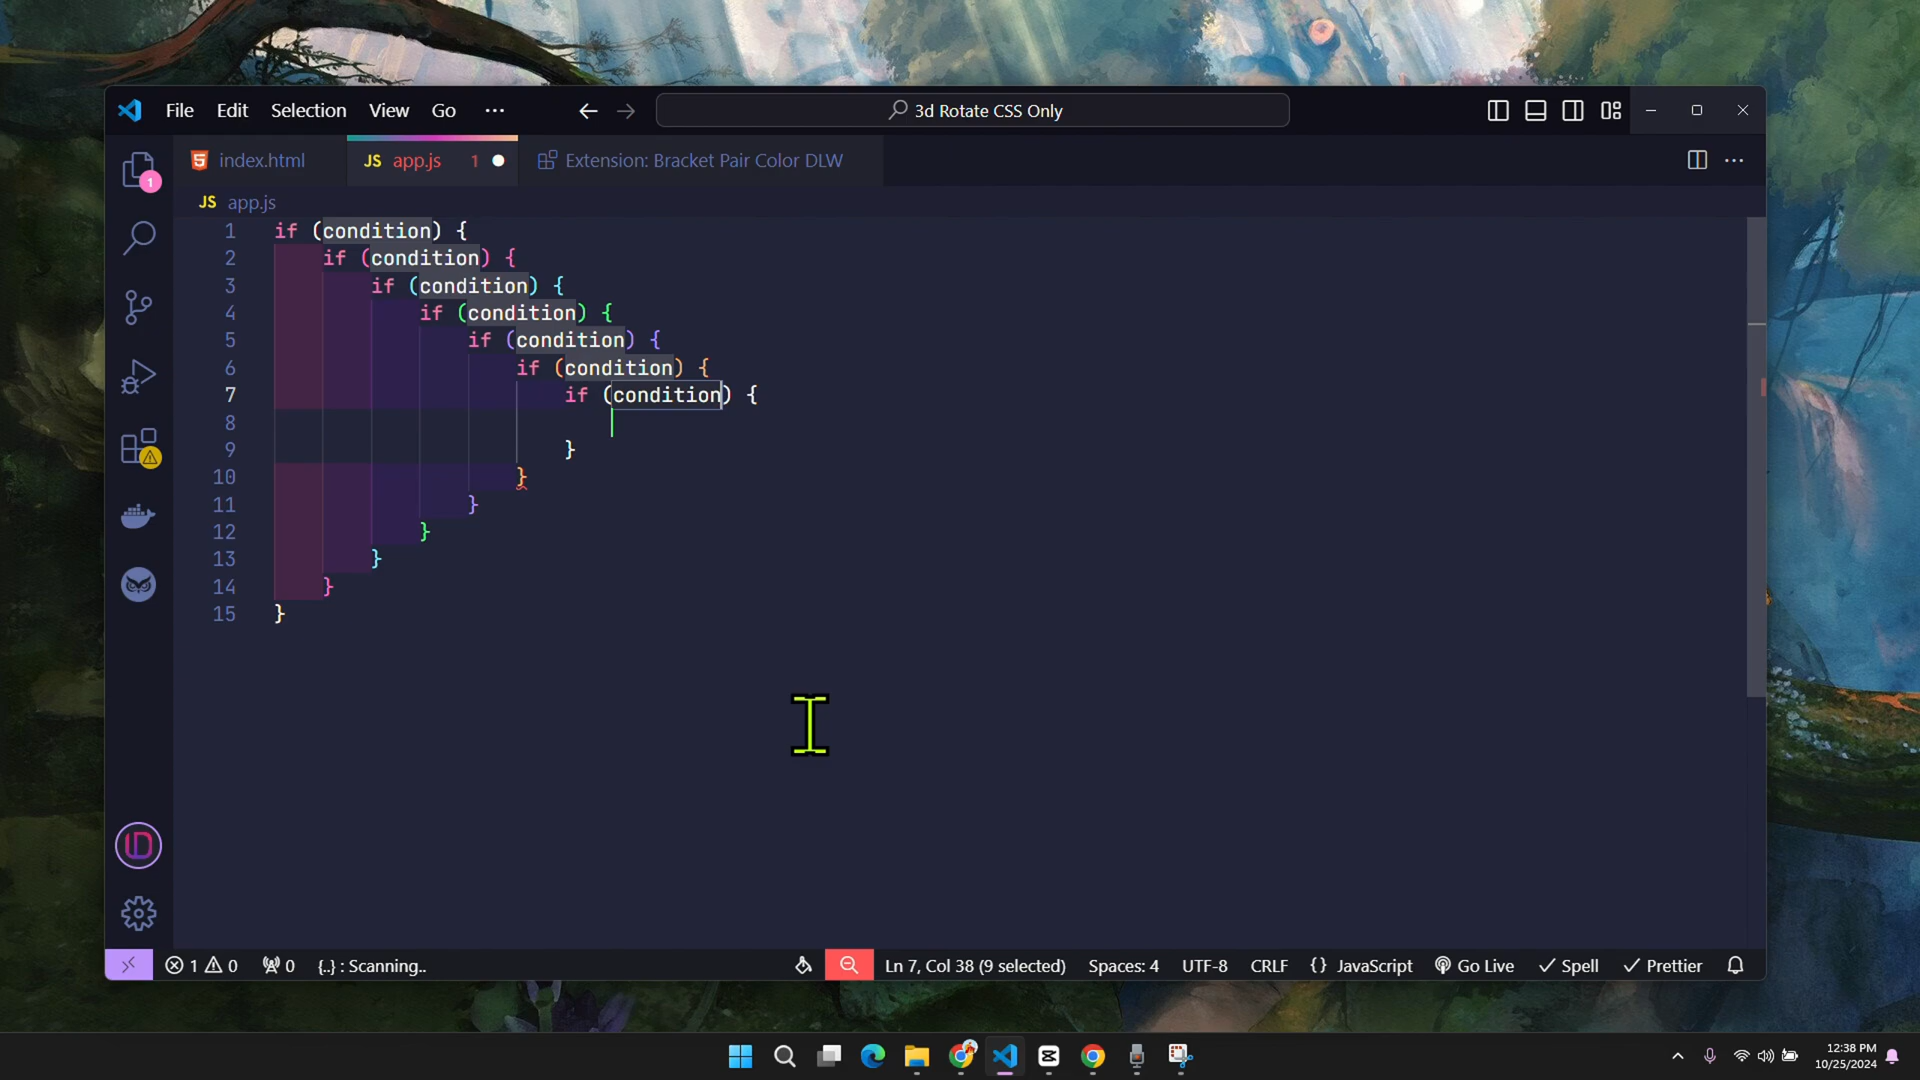 File Edit Selection View Go ··· 3d Rotate CSS Only
index.html JS app.js 1 Extension: Bracket Pair Color DLW
JS app.js
1
1 if (condition) {
2 if (condition) {
3 if (condition) {
4 if (condition) {
5 if (condition) {
6 if (condition) {
7 if (condition) {
8
9 }
10 }
11 }
12 }
13 }
14 }
15 }
1 0 0 {..} : Scanning.. Ln 7, Col 38 (9 selected) Spaces: 4 UTF-8 CRLF {} JavaScript Go Live Spell Prettier
12:38 PM
10/25/2024